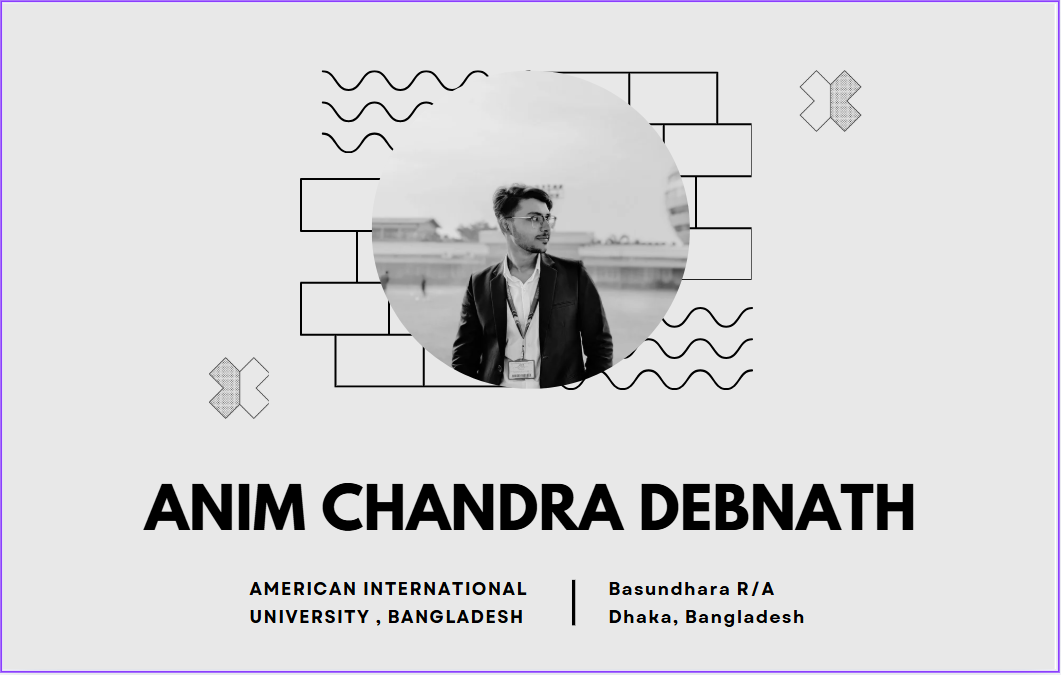 ANIM CHANDRA DEBNATH
AMERICAN INTERNATIONAL
UNIVERSITY , BANGLADESH
Basundhara R/A
Dhaka, Bangladesh